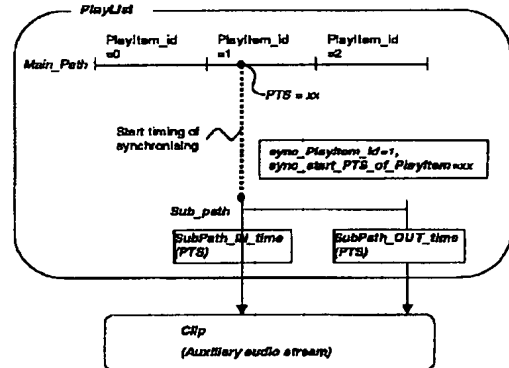 PlayList
PlayItem_id
=0
PlayItem_id
=1
PlayItem_id
=2
Main_Path
PTS = xx
Start timing of
synchronising
sync_PlayItem_id=1,
sync_start_PTS_of_PlayItem=xx
Sub_path
SubPath_IN_time
(PTS)
SubPath_OUT_time
(PTS)
Clip
(Auxiliary audio stream)